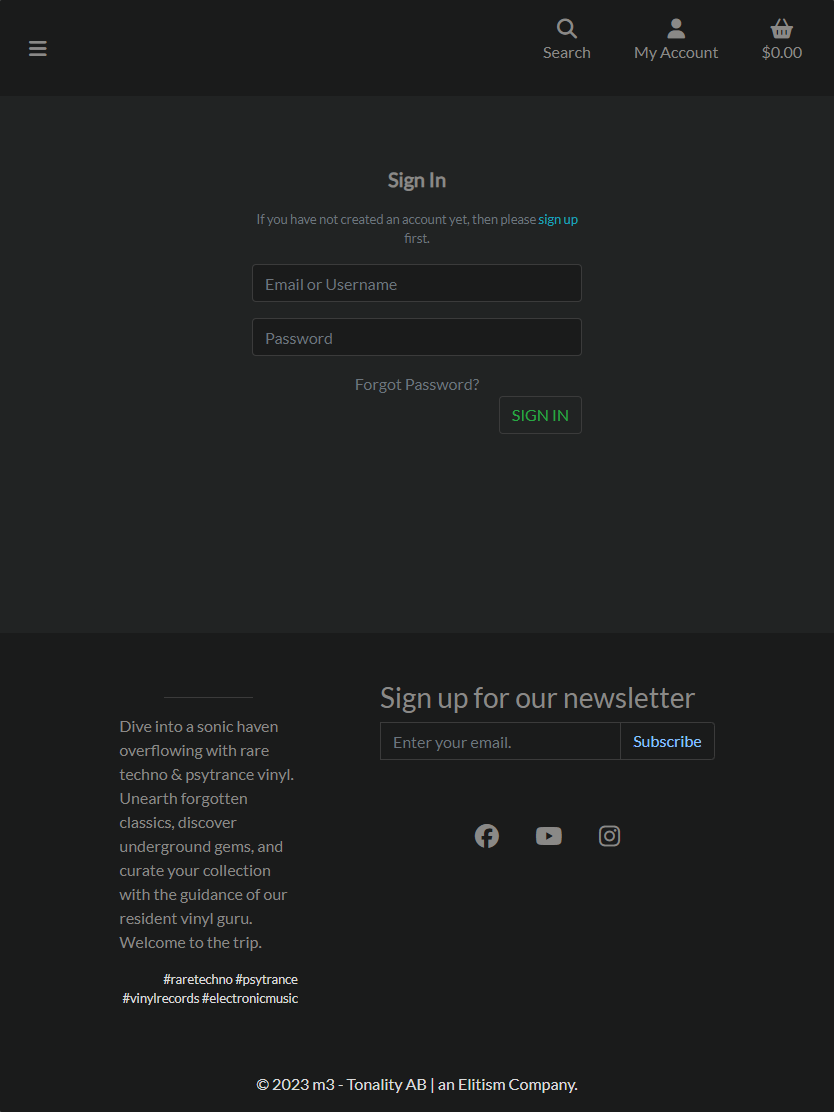 Search
My Account
$0.00
Sign In
If you have not created an account yet, then please sign up
first.
Email or Username
Password
Forgot Password?
SIGN IN
Dive into a sonic haven
overflowing with rare
techno & psytrance vinyl.
Unearth forgotten
classics, discover
underground gems, and
curate your collection
with the guidance of our
resident vinyl guru.
Welcome to the trip.
#raretechno #psytrance
#vinylrecords #electronicmusic
Sign up for our newsletter
Enter your email.
Subscribe
© 2023 m3 - Tonality AB | an Elitism Company.